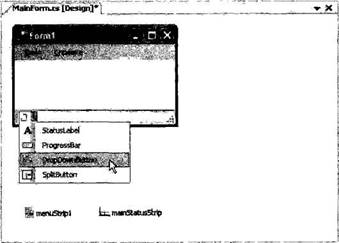 MainForm.cs [Design]*
Form1
StatusLabel
ProgressBar
DropDownButton
SplitButton
menuStrip1 mainStatusStrip